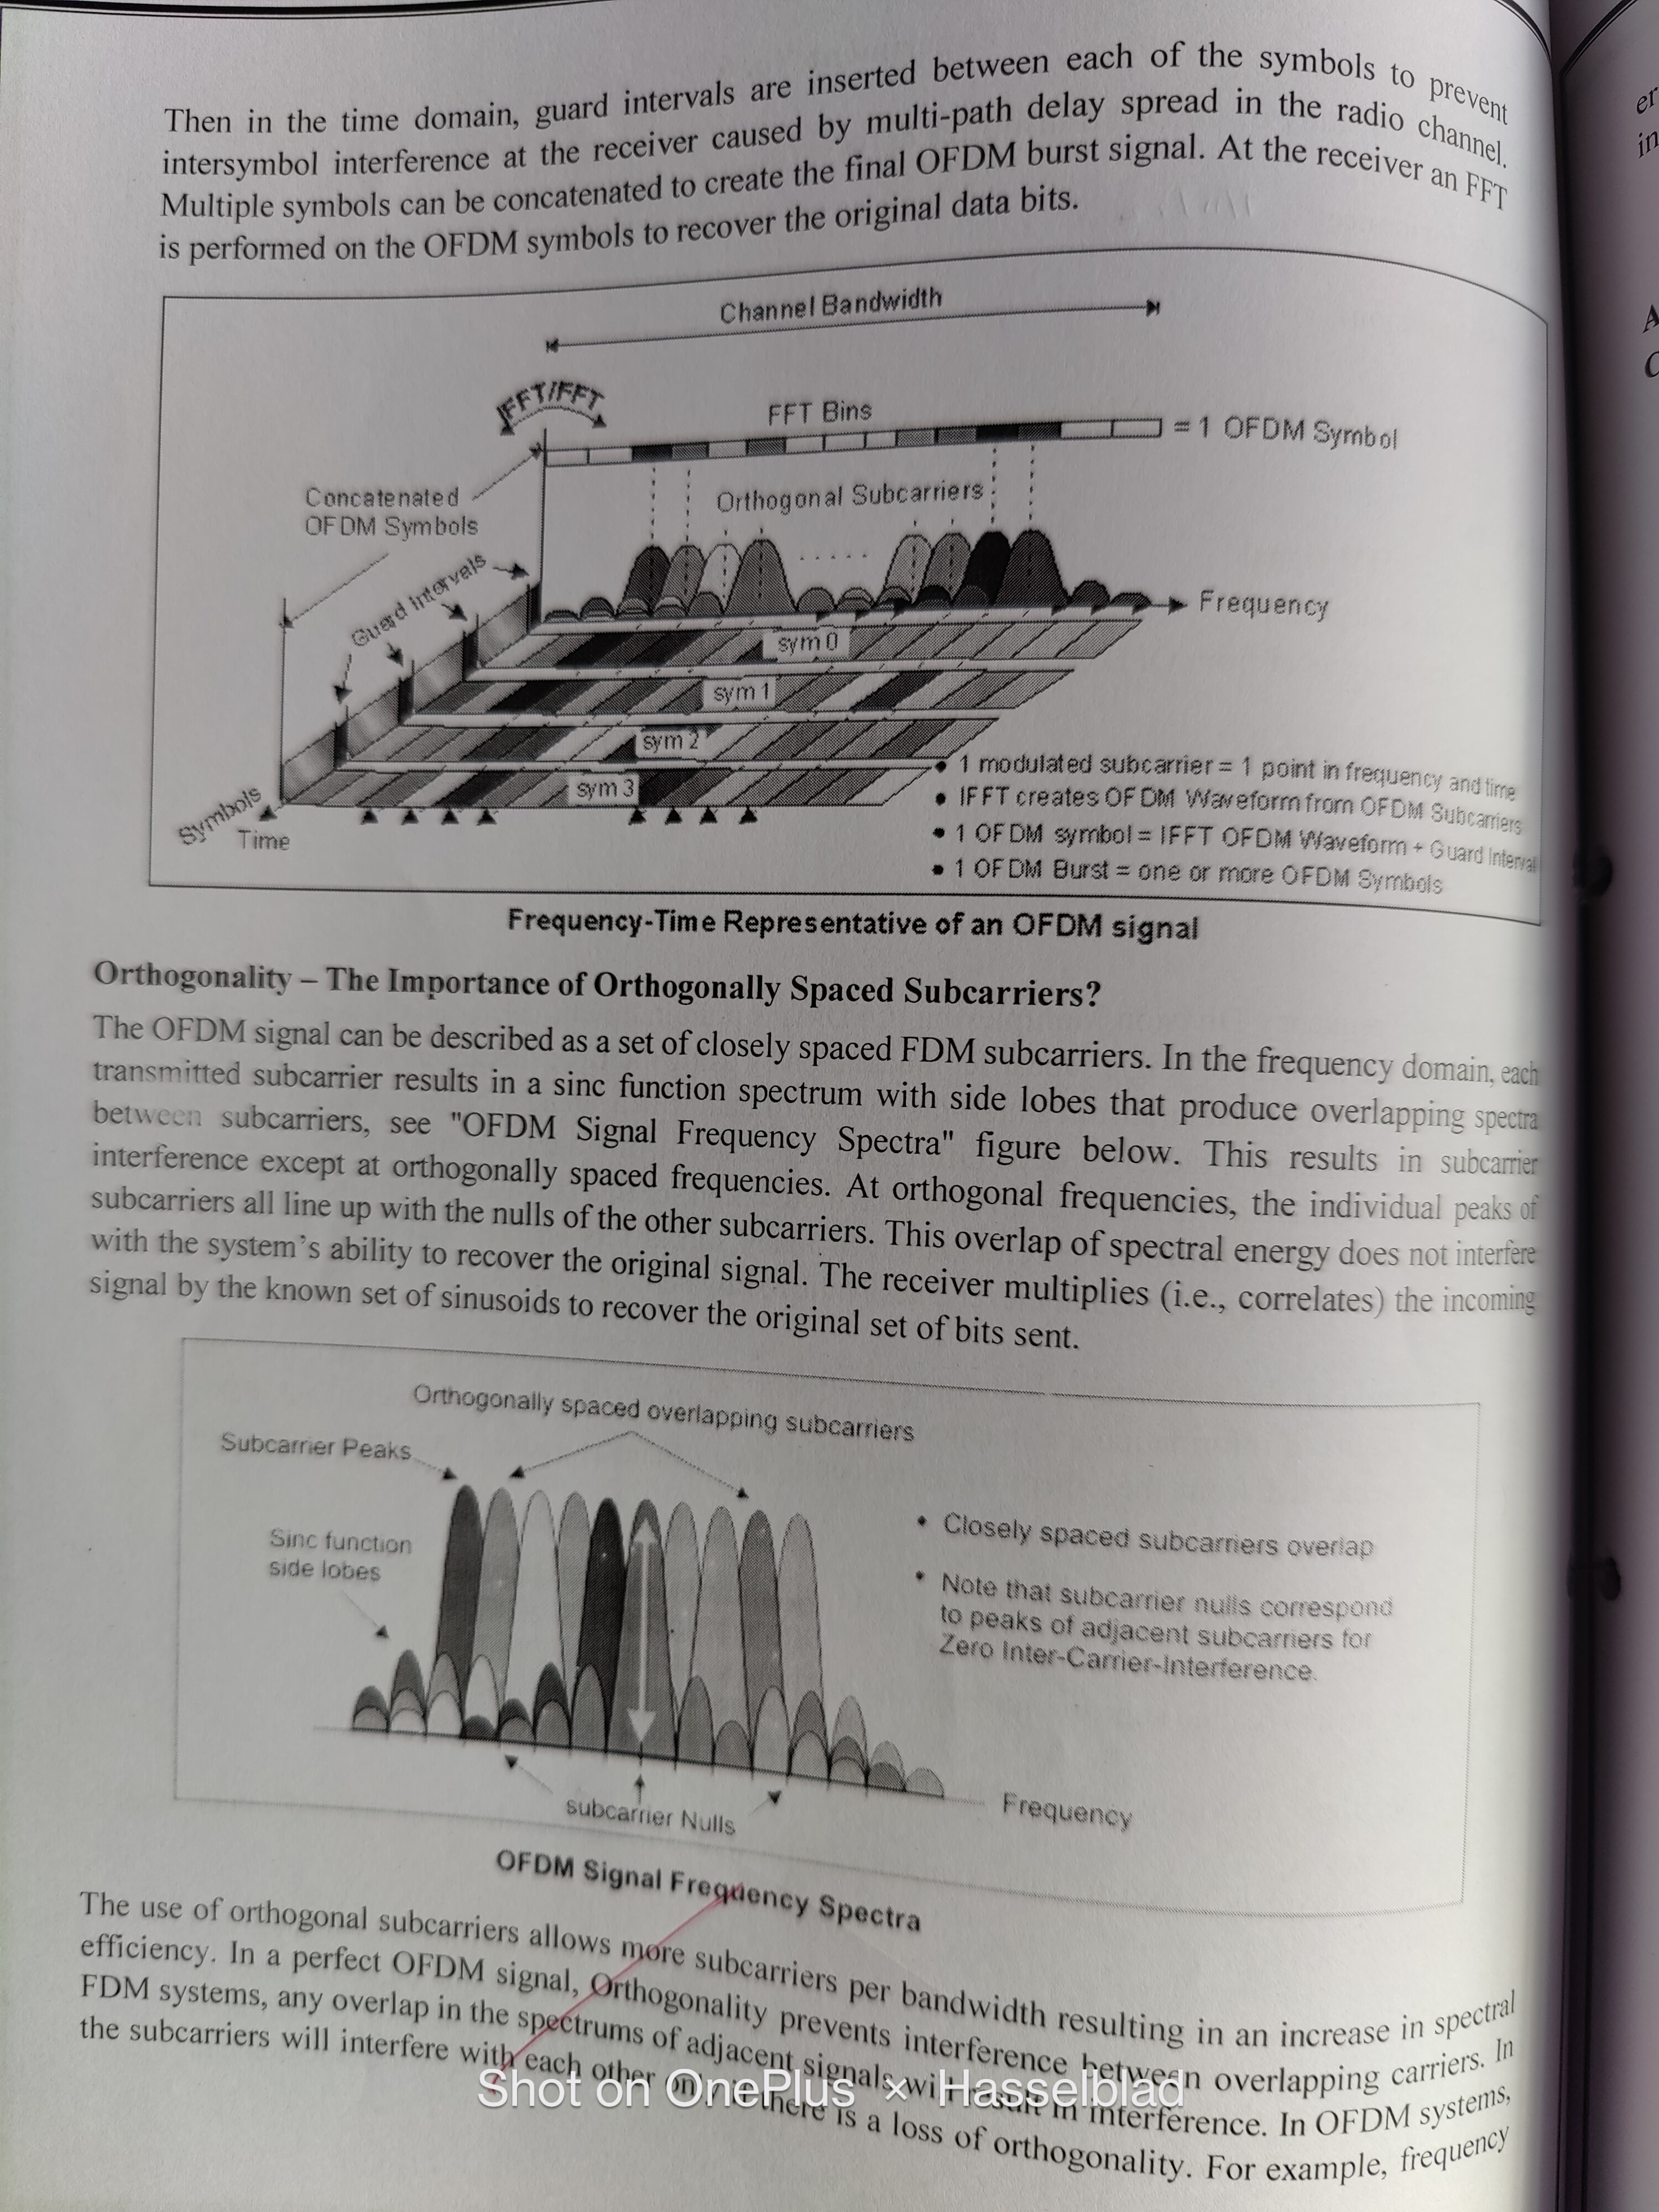 Then in the time domain, guard intervals are inserted between each of the symbols to prevent
intersymbol interference at the receiver caused by multi-path delay spread in the radio channel.
Multiple symbols can be concatenated to create the final OFDM burst signal. At the receiver an FFT
is performed on the OFDM symbols to recover the original data bits.
Channel Bandwidth
IFFT/FFT
FFT Bins
= 1 OFDM Symbol
Concatenated
OFDM Symbols
Orthogonal Subcarriers
Guard Intervals
Frequency
sym 0
sym 1
sym 2
sym 3
Symbols
Time
• 1 modulated subcarrier = 1 point in frequency and time
• IFFT creates OFDM Waveform from OFDM Subcarriers
• 1 OFDM symbol = IFFT OFDM Waveform + Guard Interval
• 1 OFDM Burst = one or more OFDM Symbols
Frequency-Time Representative of an OFDM signal
Orthogonality – The Importance of Orthogonally Spaced Subcarriers?
The OFDM signal can be described as a set of closely spaced FDM subcarriers. In the frequency domain, each
transmitted subcarrier results in a sinc function spectrum with side lobes that produce overlapping spectra
between subcarriers, see "OFDM Signal Frequency Spectra" figure below. This results in subcarrier
interference except at orthogonally spaced frequencies. At orthogonal frequencies, the individual peaks of
subcarriers all line up with the nulls of the other subcarriers. This overlap of spectral energy does not interfere
with the system's ability to recover the original signal. The receiver multiplies (i.e., correlates) the incoming
signal by the known set of sinusoids to recover the original set of bits sent.
Orthogonally spaced overlapping subcarriers
Subcarrier Peaks
Sinc function
side lobes
• Closely spaced subcarriers overlap
• Note that subcarrier nulls correspond
to peaks of adjacent subcarriers for
Zero Inter-Carrier-Interference.
subcarrier Nulls
Frequency
OFDM Signal Frequency Spectra
The use of orthogonal subcarriers allows more subcarriers per bandwidth resulting in an increase in spectral
efficiency. In a perfect OFDM signal, Orthogonality prevents interference between overlapping carriers. In
FDM systems, any overlap in the spectrums of adjacent signals will result in interference. In OFDM systems,
the subcarriers will interfere with each other only if there is a loss of orthogonality. For example, frequency
Shot on OnePlus × Hasselblad
er
in
A